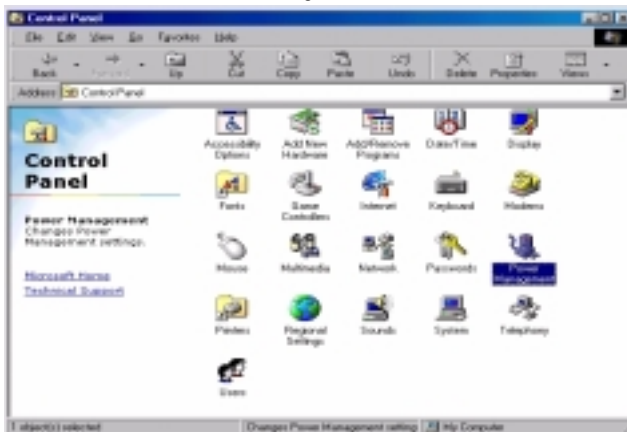 Control Panel
File Edit View Go Favorites Help
Back Forward Up Cut Copy Paste Undo Delete Properties Views
Address Control Panel
Control
Panel
Power Management
Changes Power
Management settings.
Microsoft Home
Technical Support
Accessibility
Options
Add New
Hardware
Add/Remove
Programs
Date/Time
Display
Fonts
Game
Controllers
Internet
Keyboard
Modems
Mouse
Multimedia
Network
Passwords
Power
Management
Printers
Regional
Settings
Sounds
System
Telephony
Users
1 object(s) selected
Changes Power Management setting
My Computer